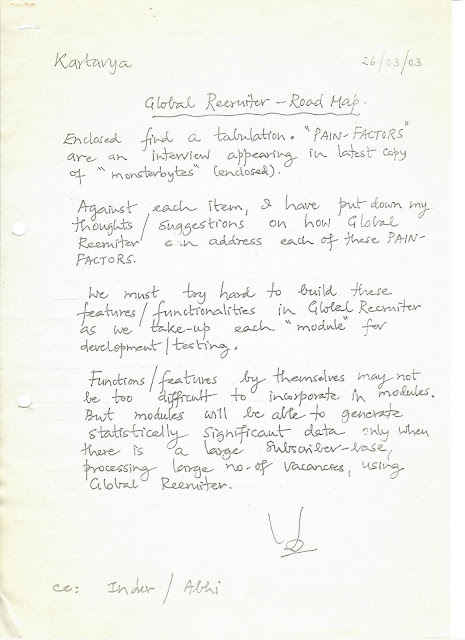 Kartavya
26/03/03
Global Recruiter - Road Map.
Enclosed find a tabulation. "PAIN-FACTORS"
are an interview appearing in latest copy
of "monsterbytes" (enclosed).
Against each item, I have put down my
thoughts/suggestions on how Global
Recruiter can address each of these PAIN-
FACTORS.
We must try hard to build these
features/functionalities in Global Recruiter
as we take-up each "module" for
development/testing.
Functions/features by themselves may not
be too difficult to incorporate in modules.
But modules will be able to generate
statistically significant data only when
there is a large subscriber-base,
processing large no. of vacancies, using
Global Recruiter.
cc: Inder / Abhi